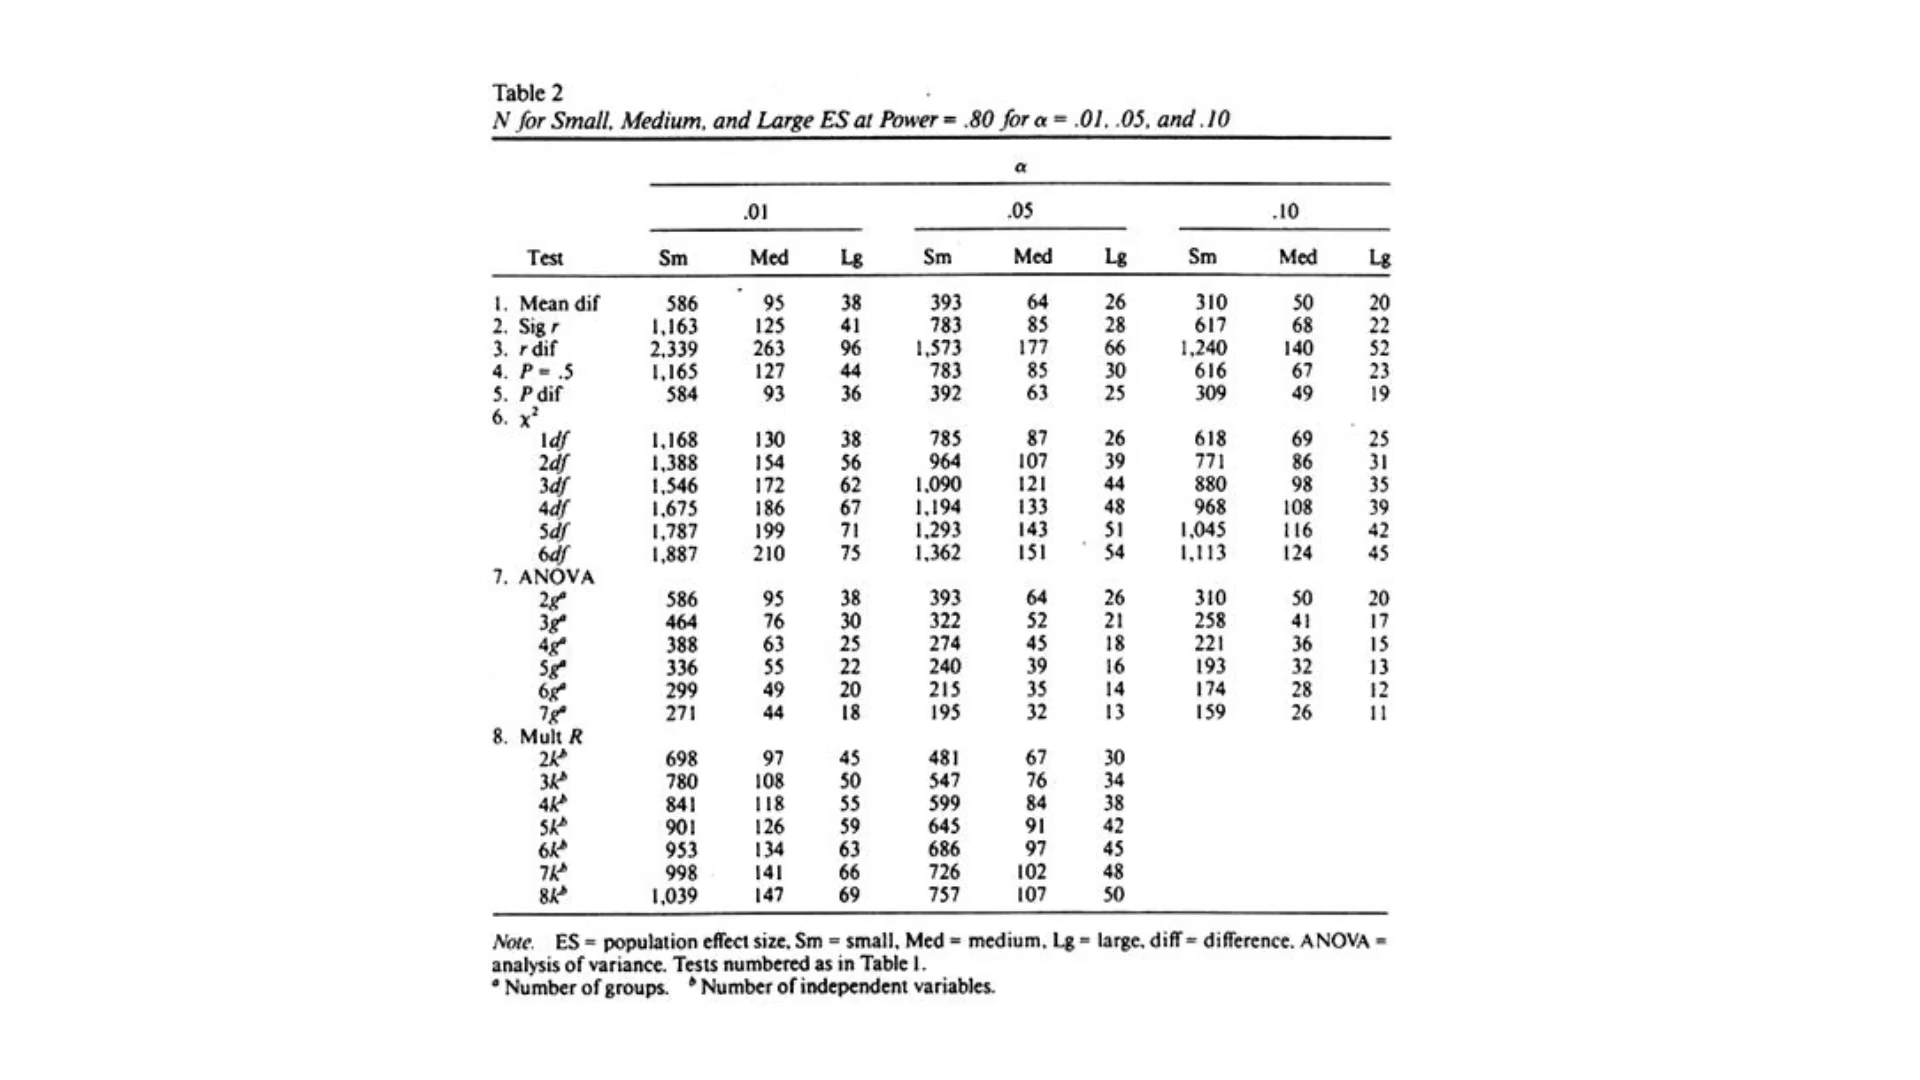 Table 2
N for Small, Medium, and Large ES at Power = .80 for α = .01, .05, and .10
α
.01 .05 .10
Test Sm Med Lg Sm Med Lg Sm Med Lg
1. Mean dif 586 95 38 393 64 26 310 50 20
2. Sig r 1,163 125 41 783 85 28 617 68 22
3. r dif 2,339 263 96 1,573 177 66 1,240 140 52
4. P = .5 1,165 127 44 783 85 30 616 67 23
5. P dif 584 93 36 392 63 25 309 49 19
6. χ²
1df 1,168 130 38 785 87 26 618 69 25
2df 1,388 154 56 964 107 39 771 86 31
3df 1,546 172 62 1,090 121 44 880 98 35
4df 1,675 186 67 1,194 133 48 968 108 39
5df 1,787 199 71 1,293 143 51 1,045 116 42
6df 1,887 210 75 1,362 151 54 1,113 124 45
7. ANOVA
2gᵃ 586 95 38 393 64 26 310 50 20
3gᵃ 464 76 30 322 52 21 258 41 17
4gᵃ 388 63 25 274 45 18 221 36 15
5gᵃ 336 55 22 240 39 16 193 32 13
6gᵃ 299 49 20 215 35 14 174 28 12
7gᵃ 271 44 18 195 32 13 159 26 11
8. Mult R
2kᵇ 698 97 45 481 67 30
3kᵇ 780 108 50 547 76 34
4kᵇ 841 118 55 599 84 38
5kᵇ 901 126 59 645 91 42
6kᵇ 953 134 63 686 97 45
7kᵇ 998 141 66 726 102 48
8kᵇ 1,039 147 69 757 107 50
Note. ES = population effect size, Sm = small, Med = medium, Lg = large, diff = difference, ANOVA =
analysis of variance. Tests numbered as in Table 1.
ᵃ Number of groups. ᵇ Number of independent variables.